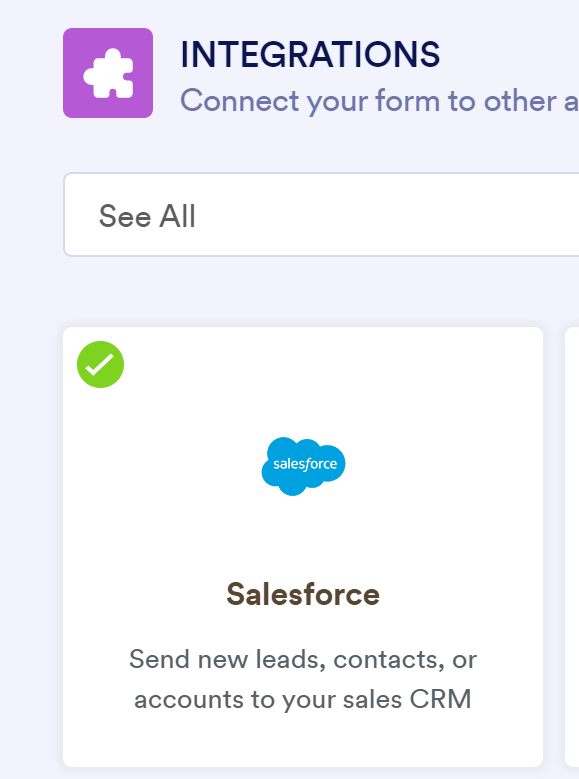 INTEGRATIONS
Connect your form to other a
See All
salesforce
Salesforce
Send new leads, contacts, or
accounts to your sales CRM